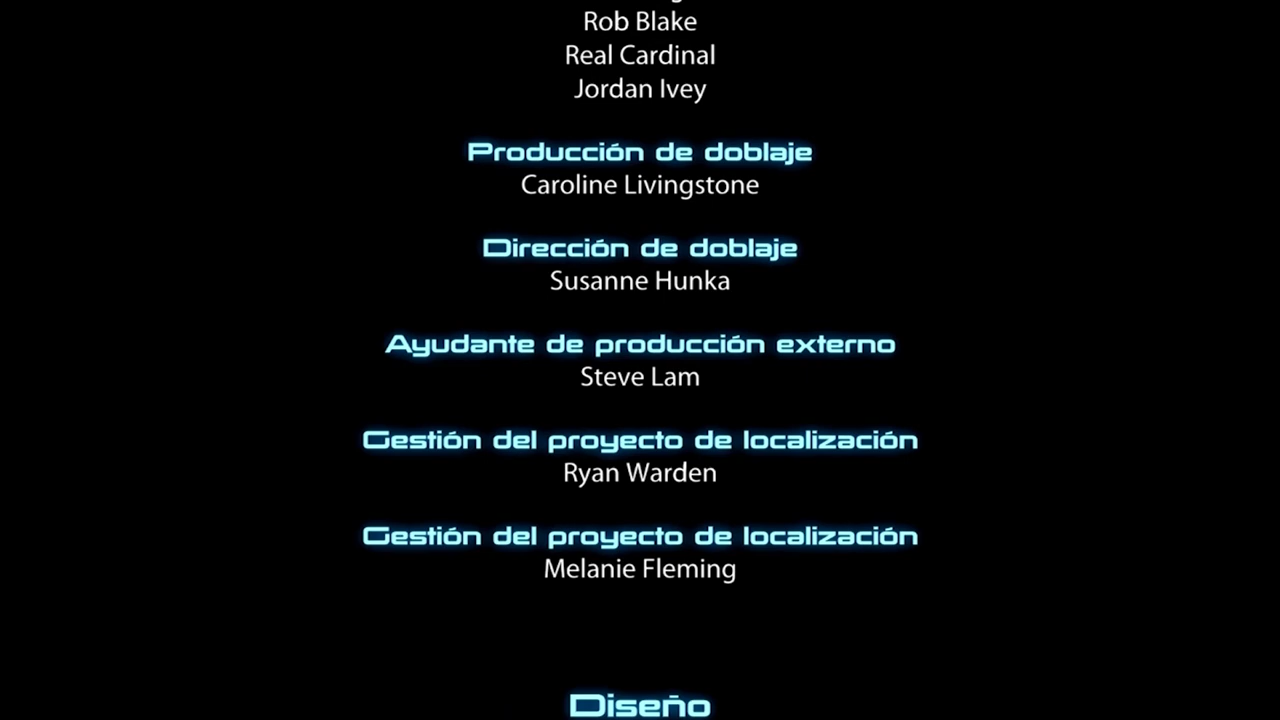 Rob Blake
Real Cardinal
Jordan Ivey
Producción de doblaje
Caroline Livingstone
Dirección de doblaje
Susanne Hunka
Ayudante de producción externo
Steve Lam
Gestión del proyecto de localización
Ryan Warden
Gestión del proyecto de localización
Melanie Fleming
Diseño